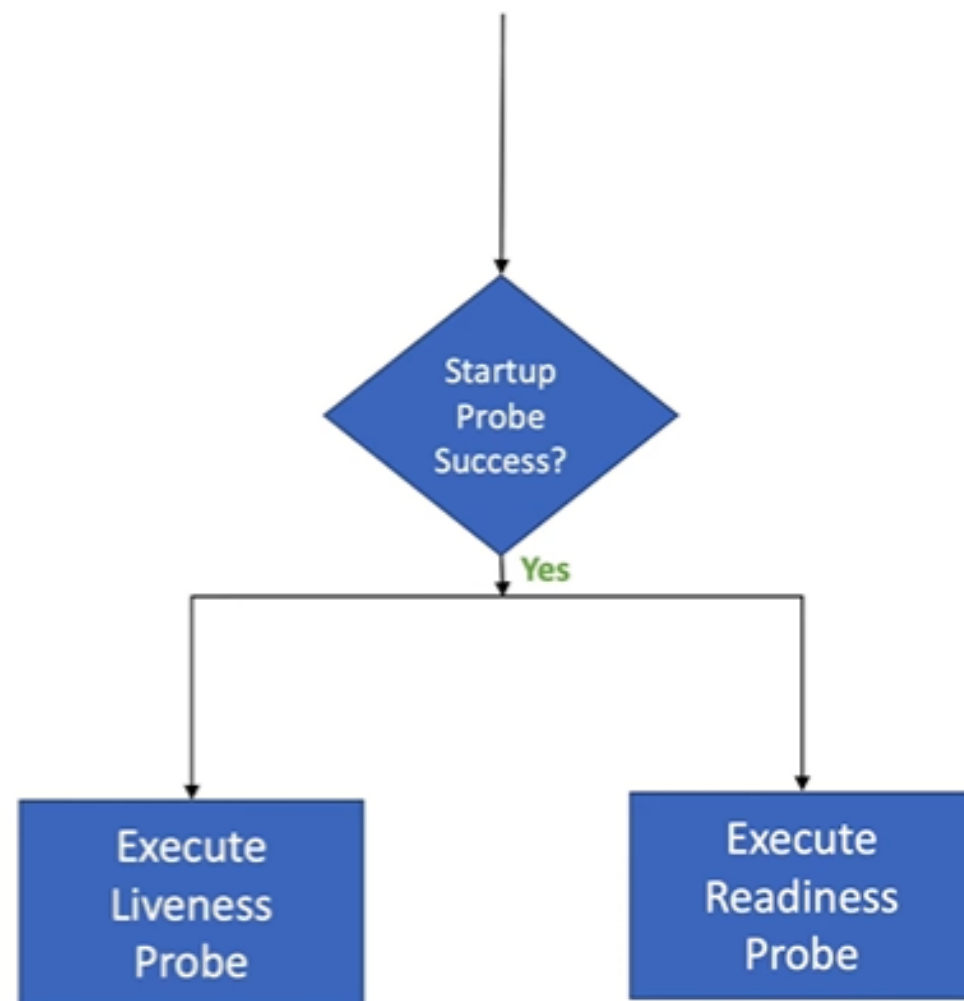 Startup
Probe
Success?
Yes
Execute
Liveness
Probe
Execute
Readiness
Probe